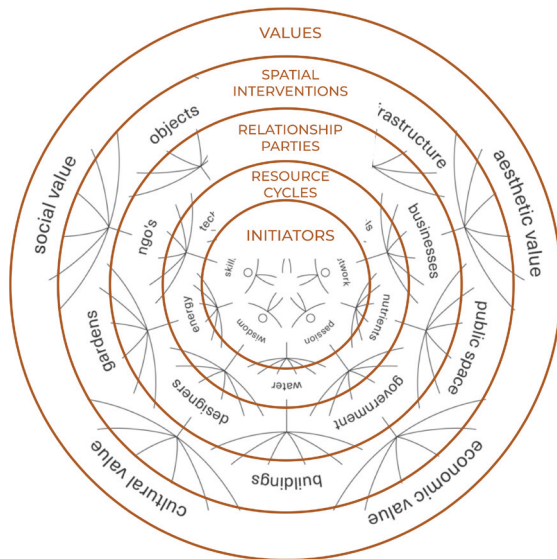 VALUES
SPATIAL
INTERVENTIONS
objects
rastructure
RELATIONSHIP
PARTIES
social value
aesthetic value
RESOURCE
CYCLES
ngo's
tec
businesses
INITIATORS
skill
twork
energy
nutrients
wisdom
passion
gardens
public space
water
designers
government
buildings
cultural value
economic value